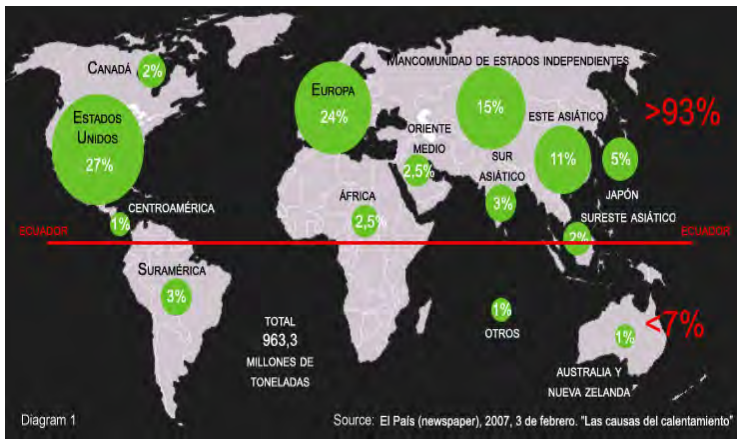 CANADÁ
2%
ESTADOS
UNIDOS
27%
EUROPA
24%
MANCOMUNIDAD DE ESTADOS INDEPENDIENTES
15%
ESTE ASIÁTICO
11%
>93%
5%
JAPÓN
ORIENTE
MEDIO
2,5%
SUR
ASIÁTICO
3%
SURESTE ASIÁTICO
2%
CENTROAMÉRICA
1%
ÁFRICA
2,5%
ECUADOR
ECUADOR
SURAMÉRICA
3%
TOTAL
963,3
MILLONES DE
TONELADAS
1%
OTROS
<7%
1%
AUSTRALIA Y
NUEVA ZELANDA
Diagram 1
Source: El País (newspaper), 2007, 3 de febrero. "Las causas del calentamiento"